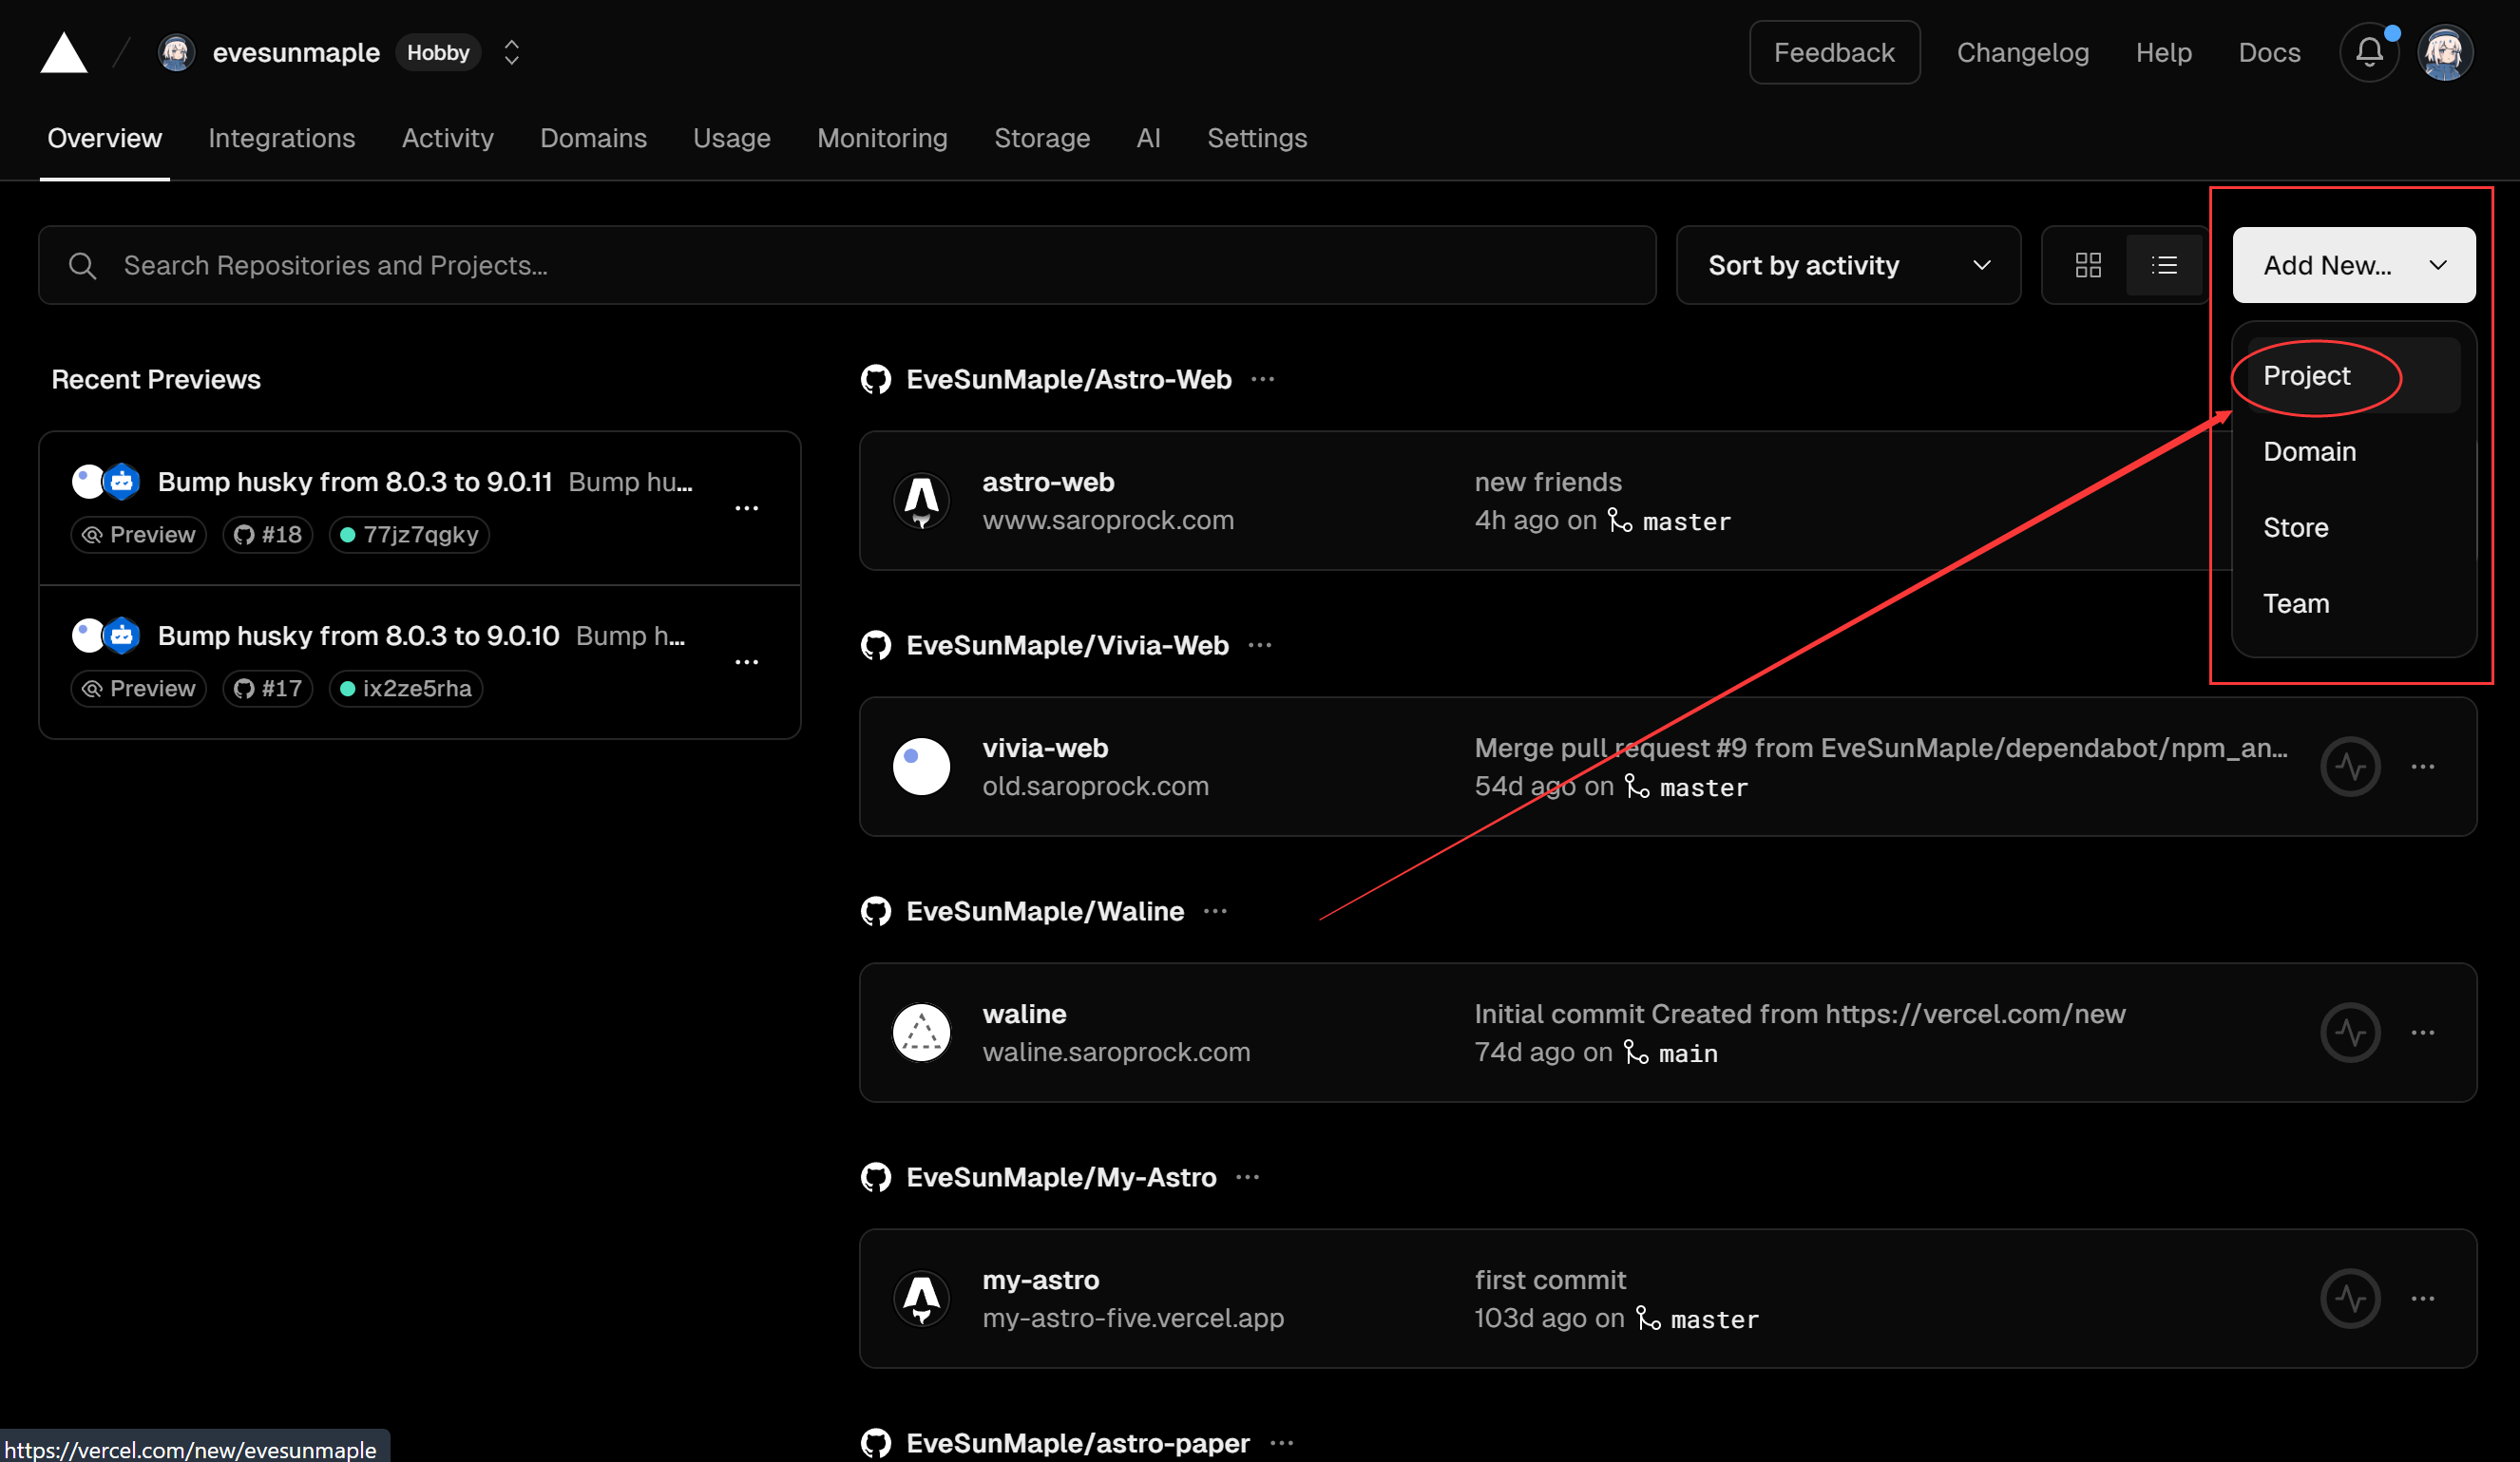 evesunmaple Hobby
Feedback Changelog Help Docs
Overview Integrations Activity Domains Usage Monitoring Storage AI Settings
Search Repositories and Projects...
Sort by activity
Add New...
Project
Domain
Store
Team
Recent Previews
Bump husky from 8.0.3 to 9.0.11 Bump hu...
Preview #18 77jz7qgky
Bump husky from 8.0.3 to 9.0.10 Bump h...
Preview #17 ix2ze5rha
EveSunMaple/Astro-Web
astro-web new friends
www.saroprock.com 4h ago on master
EveSunMaple/Vivia-Web
vivia-web Merge pull request #9 from EveSunMaple/dependabot/npm_an...
old.saroprock.com 54d ago on master
EveSunMaple/Waline
waline Initial commit Created from https://vercel.com/new
waline.saroprock.com 74d ago on main
EveSunMaple/My-Astro
my-astro first commit
my-astro-five.vercel.app 103d ago on master
EveSunMaple/astro-paper
https://vercel.com/new/evesunmaple